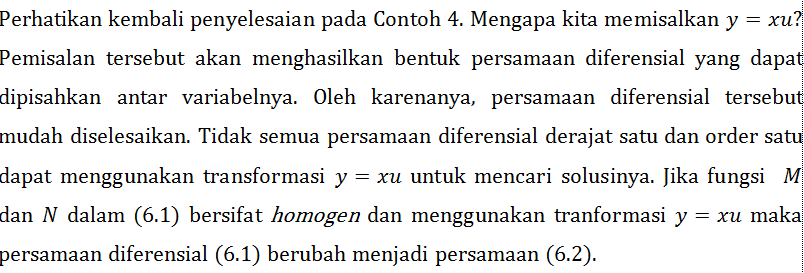 Perhatikan kembali penyelesaian pada Contoh 4. Mengapa kita memisalkan y = xu?
Pemisalan tersebut akan menghasilkan bentuk persamaan diferensial yang dapat
dipisahkan antar variabelnya. Oleh karenanya, persamaan diferensial tersebut
mudah diselesaikan. Tidak semua persamaan diferensial derajat satu dan order satu
dapat menggunakan transformasi y = xu untuk mencari solusinya. Jika fungsi M
dan N dalam (6.1) bersifat homogen dan menggunakan tranformasi y = xu maka
persamaan diferensial (6.1) berubah menjadi persamaan (6.2).